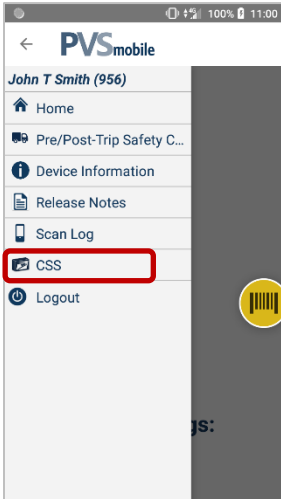 100% 11:00
PVSmobile
John T Smith (956)
Home
Pre/Post-Trip Safety C...
Device Information
Release Notes
Scan Log
CSS
Logout
gs: